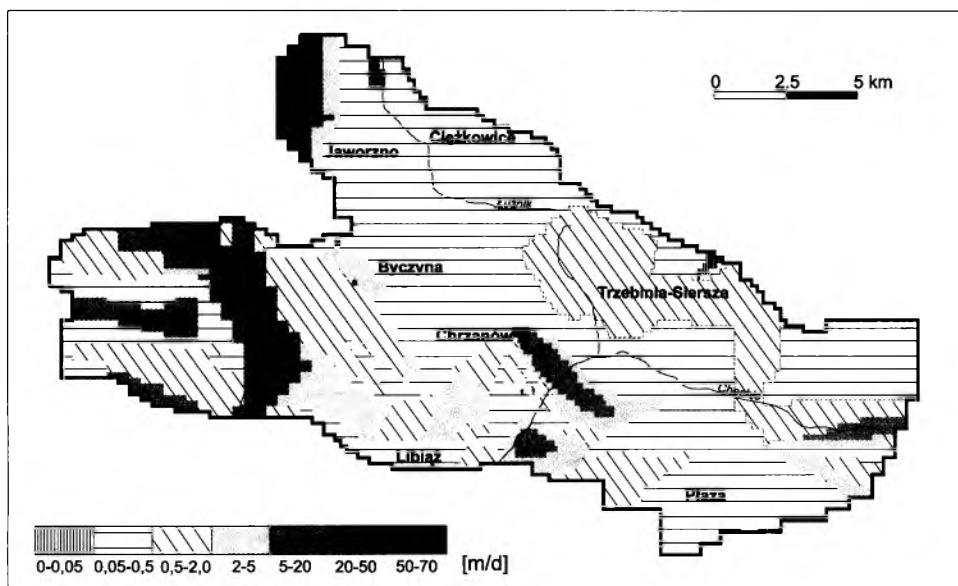 0 2.5 5 km
Ciężkowice
Jaworzno
Łużnik
Byczyna
Trzebinia-Siersza
Chrzanów
Libiąż
Płaza
0-0,05 0,05-0,5 0,5-2,0 2-5 5-20 20-50 50-70 [m/d]